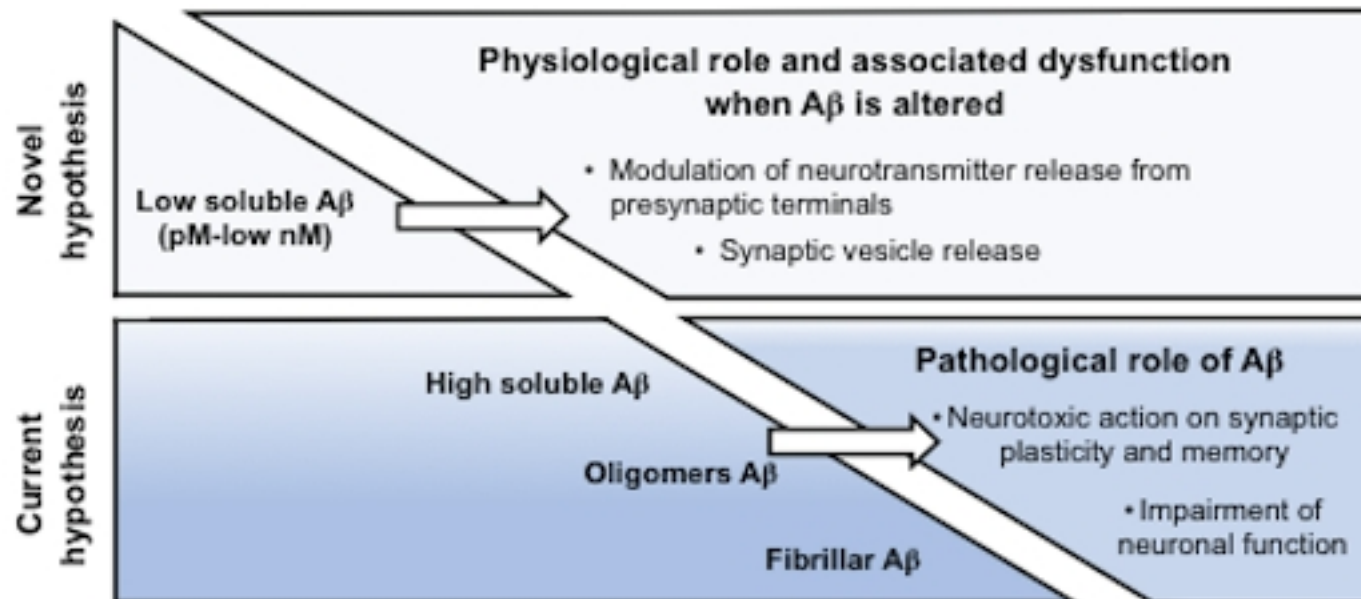 Novel
hypothesis
Low soluble Aβ
(pM-low nM)
Physiological role and associated dysfunction
when Aβ is altered
• Modulation of neurotransmitter release from
presynaptic terminals
• Synaptic vesicle release
Current
hypothesis
High soluble Aβ
Oligomers Aβ
Fibrillar Aβ
Pathological role of Aβ
• Neurotoxic action on synaptic
plasticity and memory
• Impairment of
neuronal function